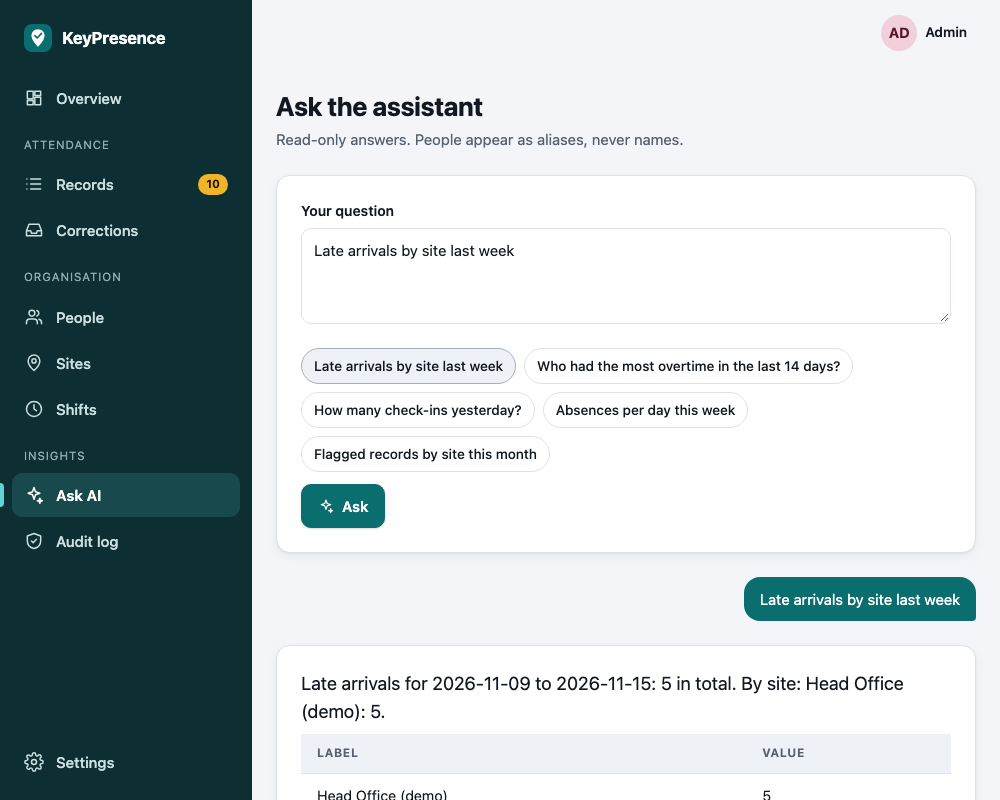 KeyPresence
Overview
ATTENDANCE
Records
10
Corrections
ORGANISATION
People
Sites
Shifts
INSIGHTS
Ask AI
Audit log
Settings
AD
Admin
Ask the assistant
Read-only answers. People appear as aliases, never names.
Your question
Late arrivals by site last week
Late arrivals by site last week
Who had the most overtime in the last 14 days?
How many check-ins yesterday?
Absences per day this week
Flagged records by site this month
Ask
Late arrivals by site last week
Late arrivals for 2026-11-09 to 2026-11-15: 5 in total. By site: Head Office
(demo): 5.
LABEL VALUE
Head Office (demo) 5